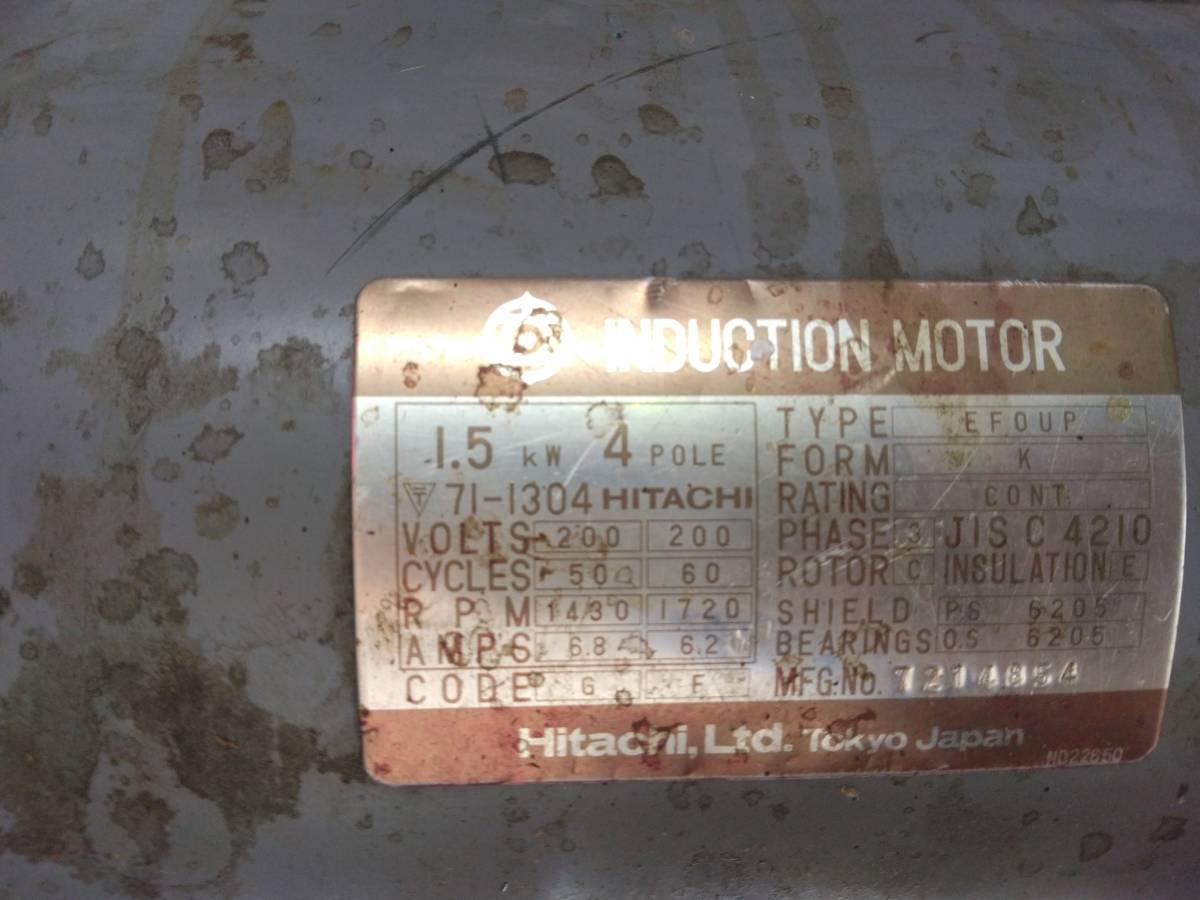 INDUCTION MOTOR
1.5 kW 4 POLE
71-1304 HITACHI
VOLTS 200 200
CYCLES 50 60
RPM 1430 1720
AMPS 6.8 6.2
CODE G F
TYPE EFOUP
FORM K
RATING CONT.
PHASE 3 JIS C 4210
ROTOR C INSULATION E
SHIELD P.S 6205
BEARINGS O.S 6205
MFG.No. 7214854
Hitachi, Ltd. Tokyo Japan
ND22650